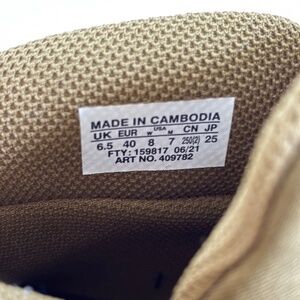 MADE IN CAMBODIA
UK EUR W USA M CN JP
6.5 40 8 7 250(2) 25
FTY: 159817 06/21
ART NO. 409782